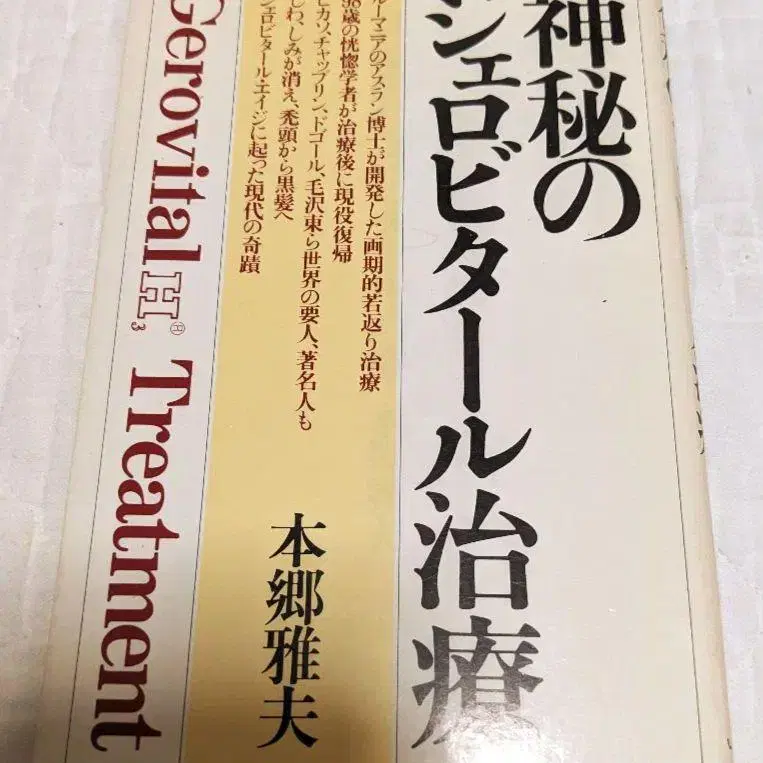 神秘の
ジェロビタール治療
ルーマニアのアスラン博士が開発した画期的若返り治療
98歳の恍惚学者が治療後に現役復帰
ピカソ、チャップリン、ドゴール、毛沢東ら世界の要人、著名人も
しわ、しみが消え、禿頭から黒髪へ
ジェロビタール・エイジに起った現代の奇蹟
本郷雅夫
Gerovital H3 Ⓗ Treatment